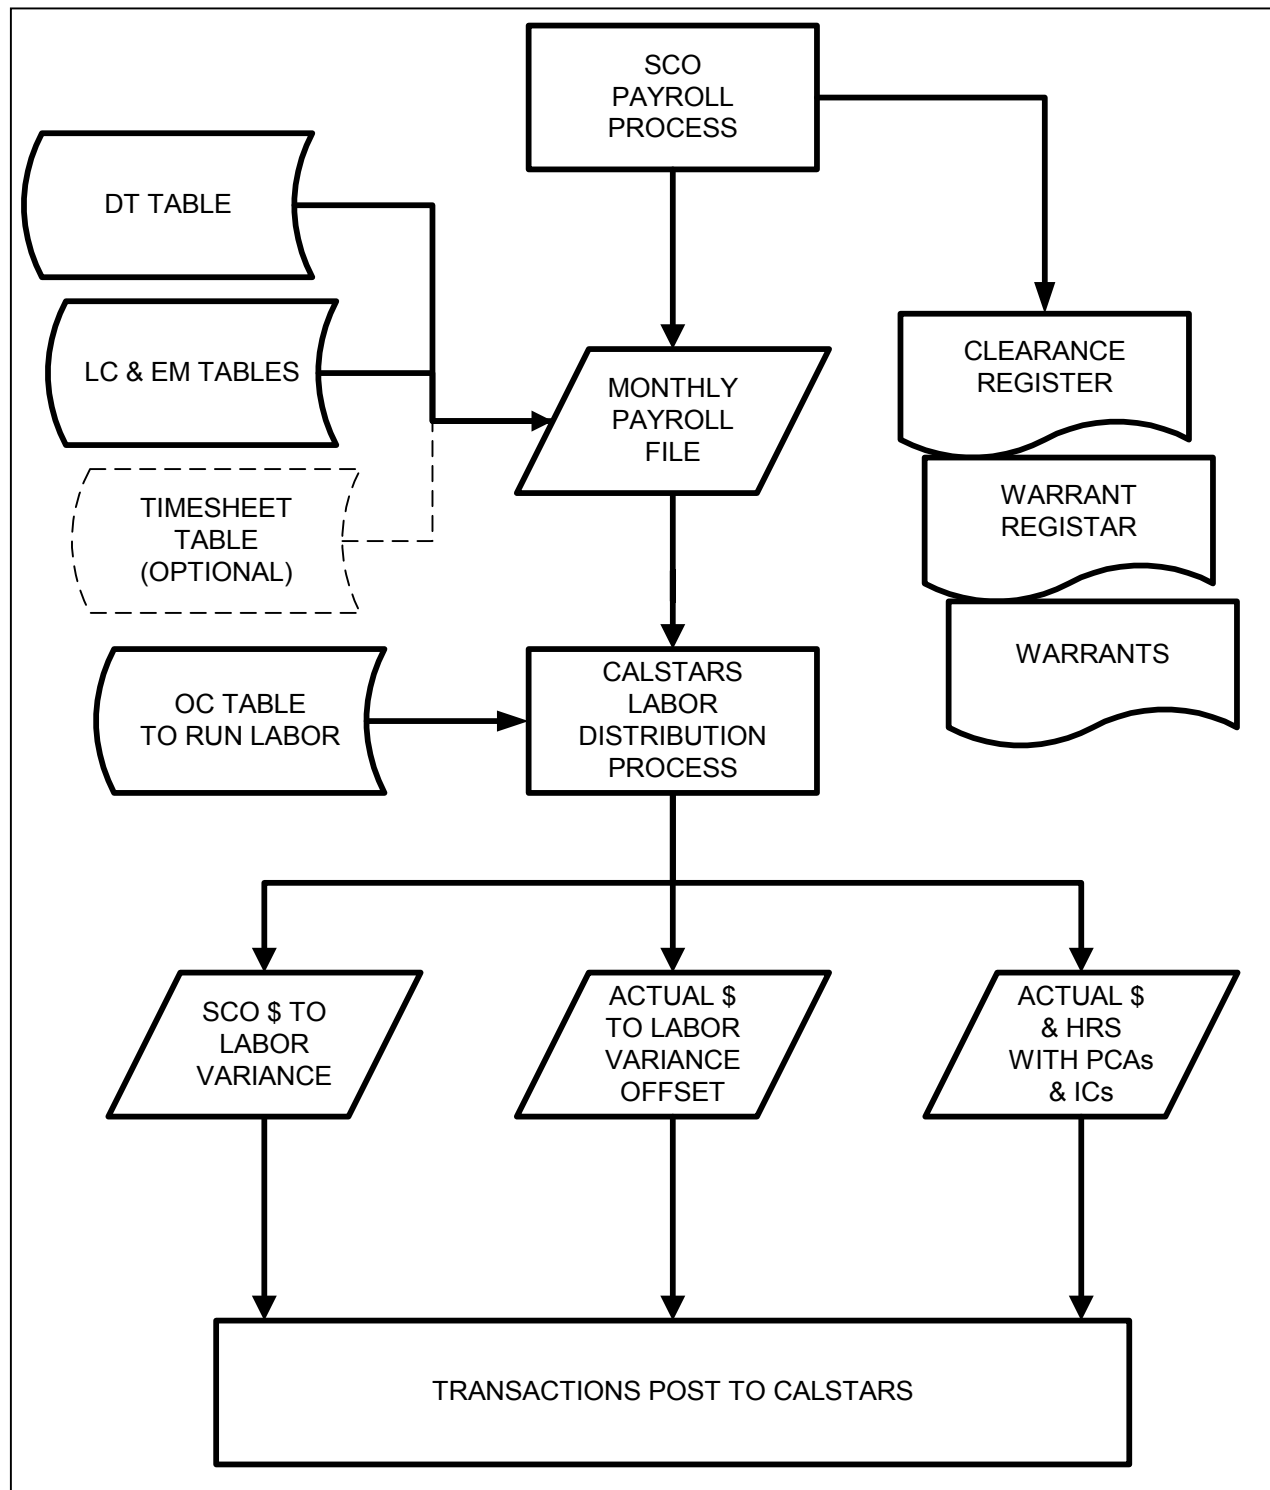 SCO
PAYROLL
PROCESS
DT TABLE
LC & EM TABLES
CLEARANCE
REGISTER
MONTHLY
PAYROLL
FILE
TIMESHEET
TABLE
(OPTIONAL)
WARRANT
REGISTAR
WARRANTS
OC TABLE
TO RUN LABOR
CALSTARS
LABOR
DISTRIBUTION
PROCESS
SCO $ TO
LABOR
VARIANCE
ACTUAL $
TO LABOR
VARIANCE
OFFSET
ACTUAL $
& HRS
WITH PCAs
& ICs
TRANSACTIONS POST TO CALSTARS